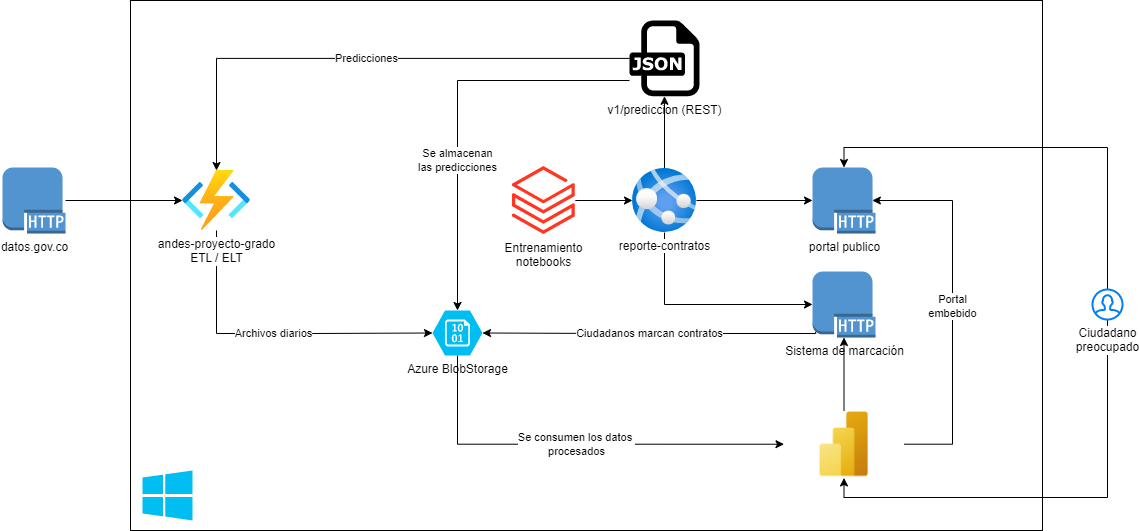 JSON
v1/predicción (REST)
Predicciones
Se almacenan
las predicciones
HTTP
datos.gov.co
andes-proyecto-grado
ETL / ELT
Entrenamiento
notebooks
reporte-contratos
HTTP
portal publico
HTTP
Sistema de marcación
Portal
embebido
Ciudadano
preocupado
Archivos diarios
10
01
Azure BlobStorage
Ciudadanos marcan contratos
Se consumen los datos
procesados